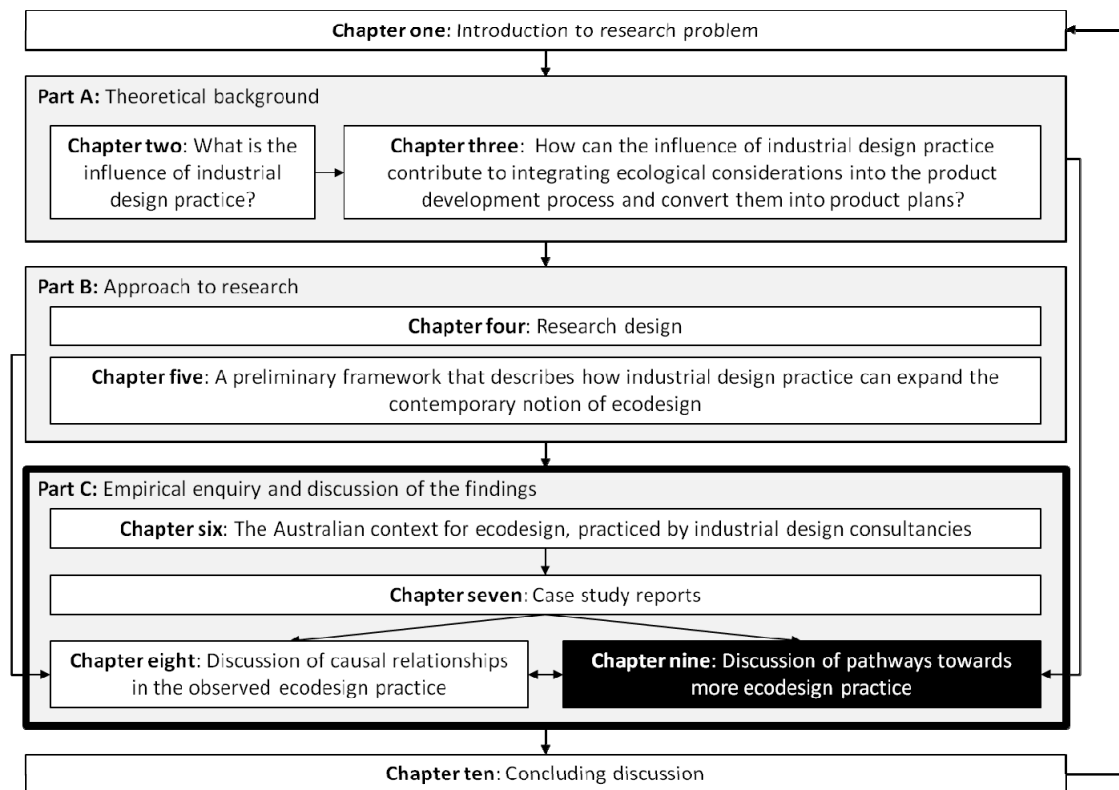 Chapter one: Introduction to research problem
Part A: Theoretical background
Chapter two: What is the
influence of industrial
design practice?
Chapter three:  How can the influence of industrial design practice
contribute to integrating ecological considerations into the product
development process and convert them into product plans?
Part B: Approach to research
Chapter four: Research design
Chapter five: A preliminary framework that describes how industrial design practice can expand the
contemporary notion of ecodesign
Part C: Empirical enquiry and discussion of the findings
Chapter six: The Australian context for ecodesign, practiced by industrial design consultancies
Chapter seven: Case study reports
Chapter eight: Discussion of causal relationships
in the observed ecodesign practice
Chapter nine: Discussion of pathways towards
more ecodesign practice
Chapter ten: Concluding discussion